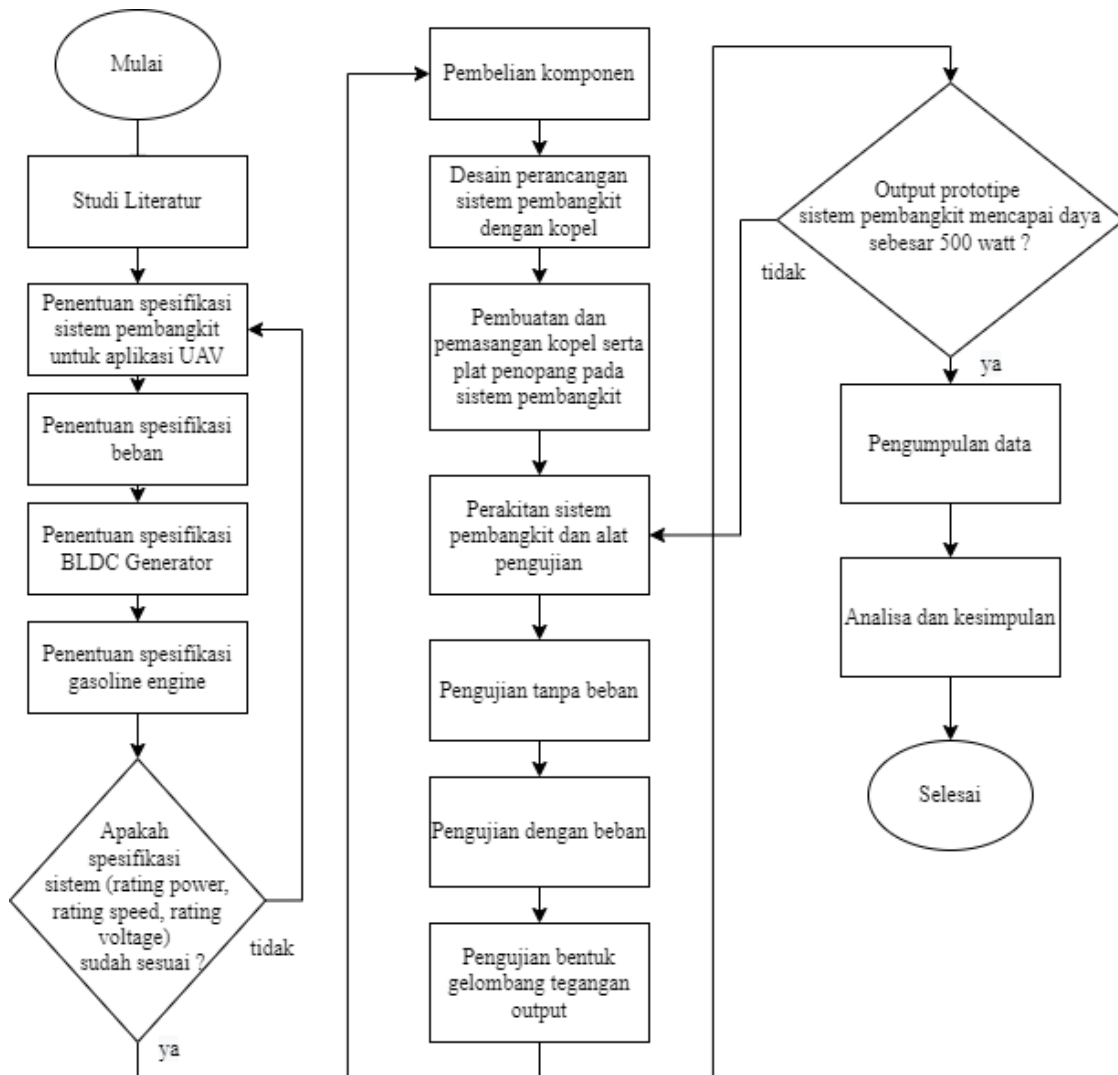 Mulai
Studi Literatur
Penentuan spesifikasi
sistem pembangkit
untuk aplikasi UAV
Penentuan spesifikasi
beban
Penentuan spesifikasi
BLDC Generator
Penentuan spesifikasi
gasoline engine
Apakah
spesifikasi
sistem (rating power,
rating speed, rating
voltage)
sudah sesuai ?
tidak
ya
Pembelian komponen
Desain perancangan
sistem pembangkit
dengan kopel
Pembuatan dan
pemasangan kopel serta
plat penopang pada
sistem pembangkit
Perakitan sistem
pembangkit dan alat
pengujian
Pengujian tanpa beban
Pengujian dengan beban
Pengujian bentuk
gelombang tegangan
output
Output prototipe
sistem pembangkit mencapai daya
sebesar 500 watt ?
tidak
ya
Pengumpulan data
Analisa dan kesimpulan
Selesai